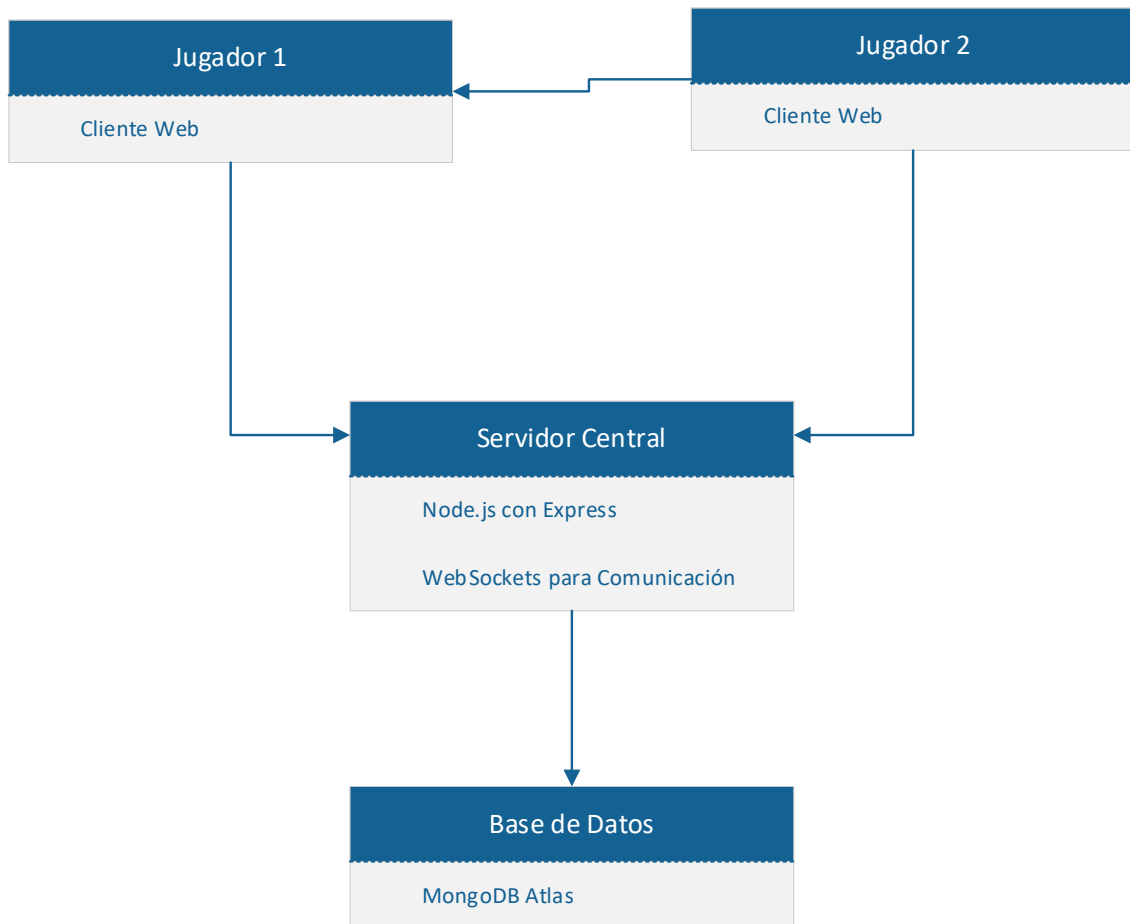 Jugador 1
Cliente Web
Jugador 2
Cliente Web
Servidor Central
Node.js con Express
WebSockets para Comunicación
Base de Datos
MongoDB Atlas